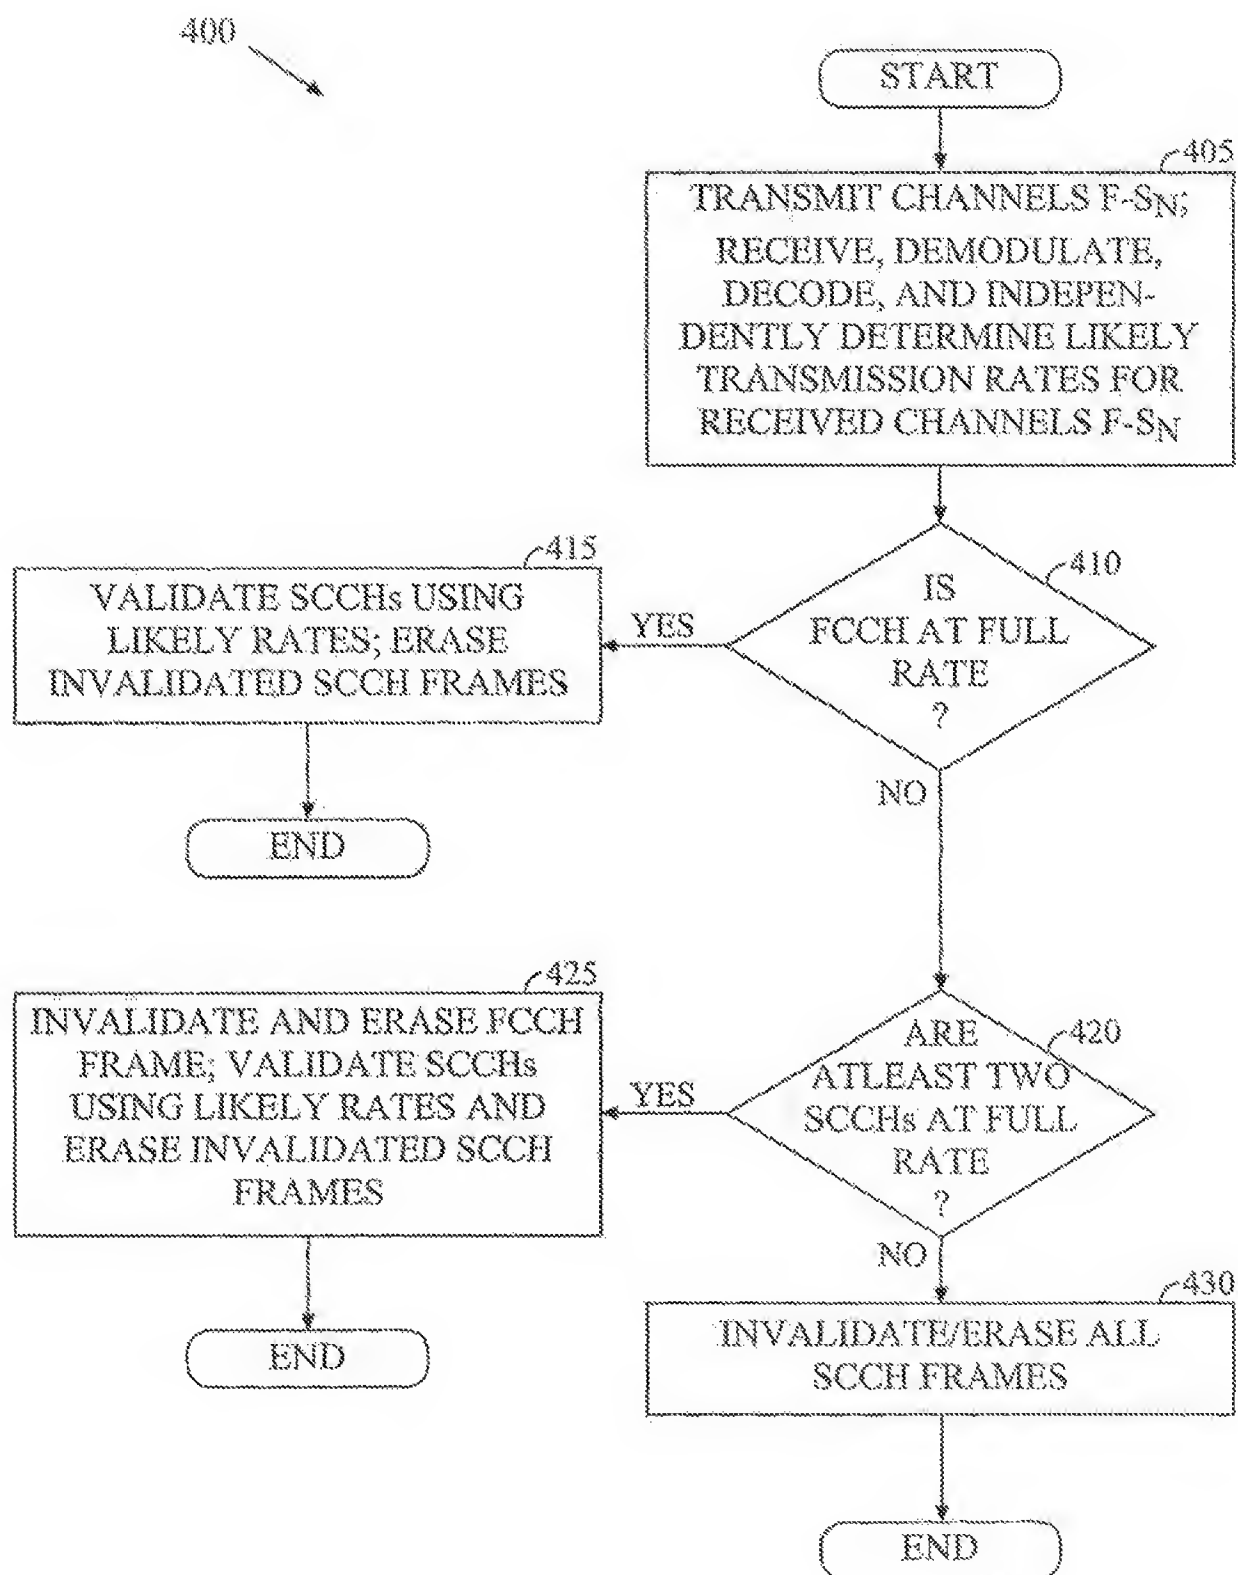 400
START
405
TRANSMIT CHANNELS F-SN;
RECEIVE, DEMODULATE,
DECODE, AND INDEPEN-
DENTLY DETERMINE LIKELY
TRANSMISSION RATES FOR
RECEIVED CHANNELS F-SN
410
IS
FCCH AT FULL
RATE
?
YES
NO
415
VALIDATE SCCHs USING
LIKELY RATES; ERASE
INVALIDATED SCCH FRAMES
END
420
ARE
ATLEAST TWO
SCCHs AT FULL
RATE
?
YES
NO
425
INVALIDATE AND ERASE FCCH
FRAME; VALIDATE SCCHs
USING LIKELY RATES AND
ERASE INVALIDATED SCCH
FRAMES
END
430
INVALIDATE/ERASE ALL
SCCH FRAMES
END